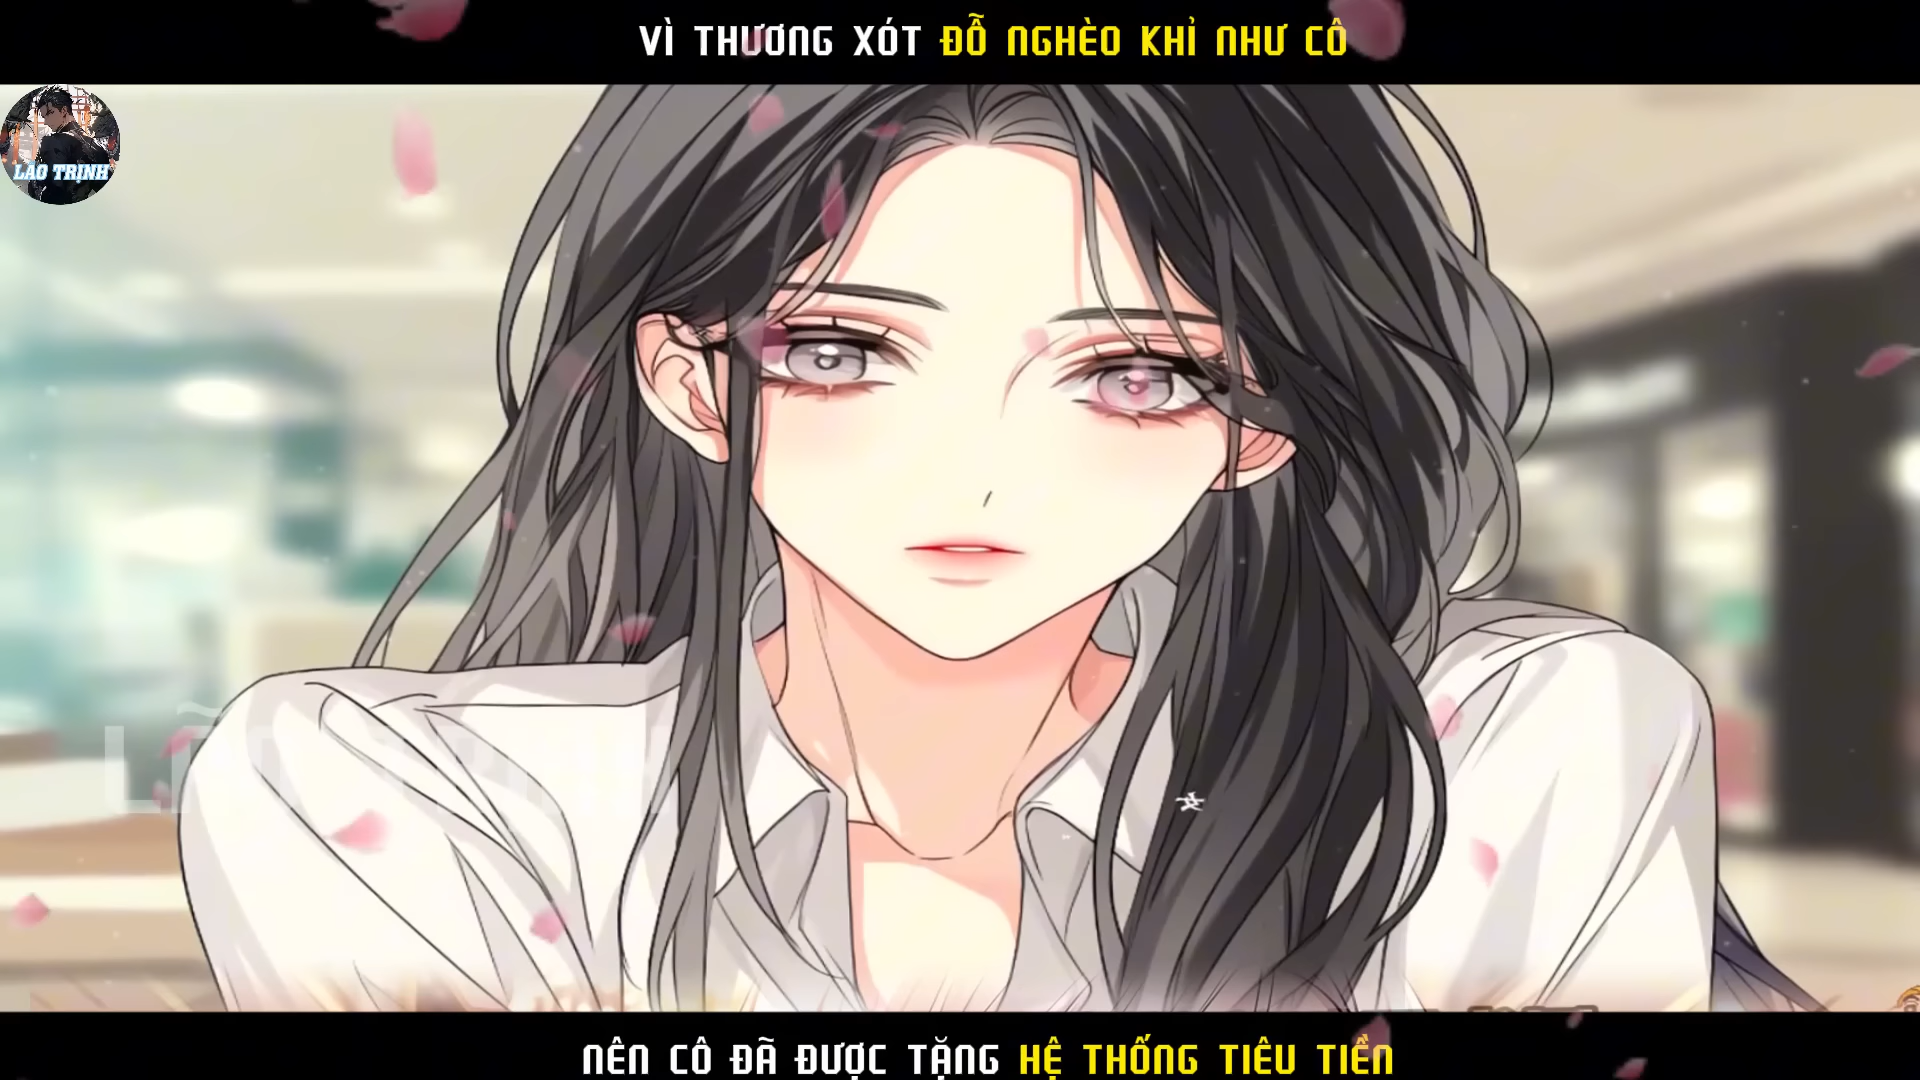 VÌ THƯƠNG XÓT ĐỖ NGHÈO KHỈ NHƯ CÔ
LÃO TRỊNH
女
NÊN CÔ ĐÃ ĐƯỢC TẶNG HỆ THỐNG TIÊU TIỀN